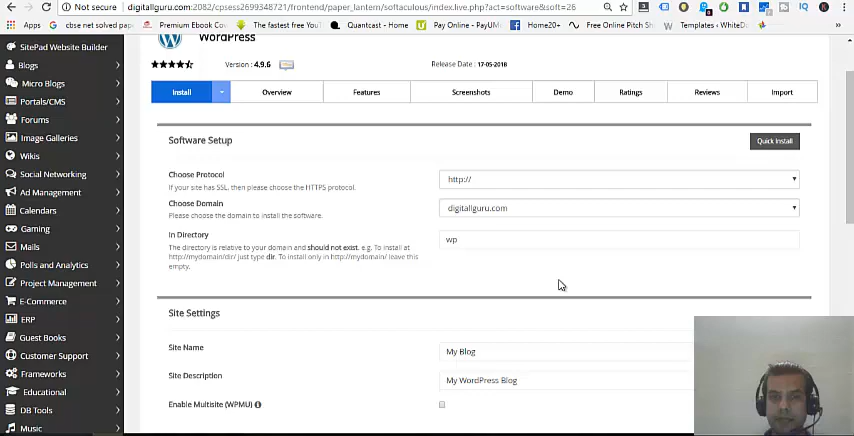 Not secure | digitallguru.com:2082/cpsess2699348721/frontend/paper_lantern/softaculous/index.live.php?act=software&soft=26
Apps
cbse net solved pape
Premium Ebook Cov
The fastest free YouT
Quantcast - Home
Pay Online - PayUM
Home20+
Free Online Pitch Sh
Templates ‹ WhiteDo
SitePad Website Builder
Blogs
Micro Blogs
Portals/CMS
Forums
Image Galleries
Wikis
Social Networking
Ad Management
Calendars
Gaming
Mails
Polls and Analytics
Project Management
E-Commerce
ERP
Guest Books
Customer Support
Frameworks
Educational
DB Tools
Music
WordPress
Version : 4.9.6
Release Date : 17-05-2018
Install
Overview
Features
Screenshots
Demo
Ratings
Reviews
Import
Software Setup
Quick Install
Choose Protocol
If your site has SSL, then please choose the HTTPS protocol.
http://
Choose Domain
Please choose the domain to install the software.
digitallguru.com
In Directory
The directory is relative to your domain and should not exist. e.g. To install at
http://mydomain/dir/ just type dir. To install only in http://mydomain/ leave this
empty.
wp
Site Settings
Site Name
My Blog
Site Description
My WordPress Blog
Enable Multisite (WPMU)